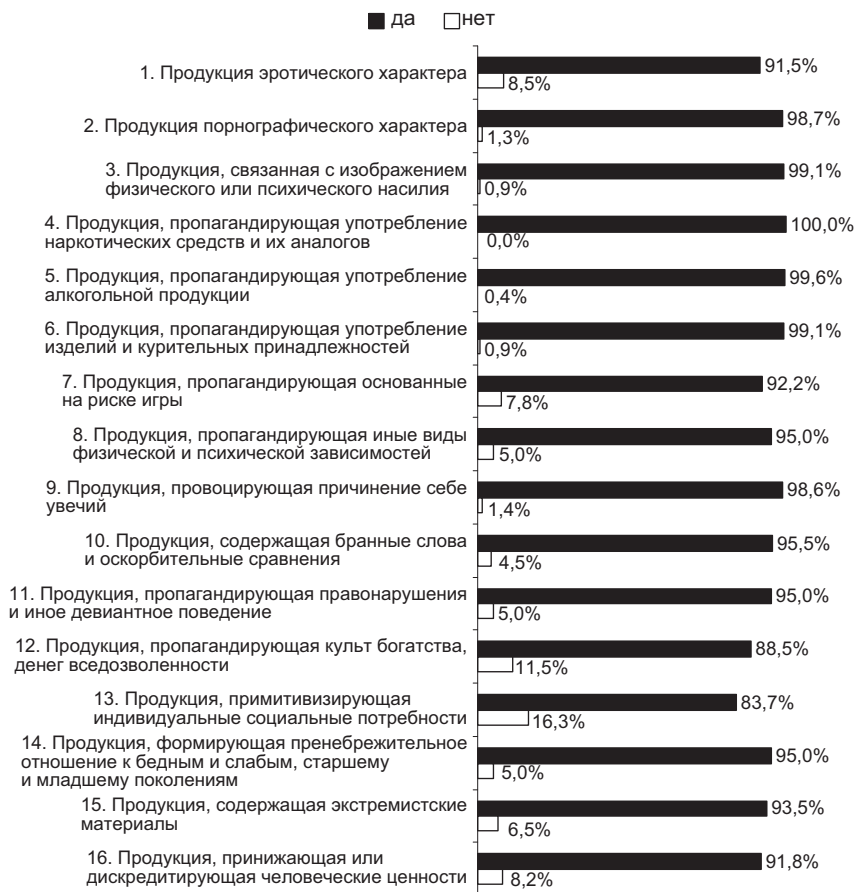 да нет
1. Продукция эротического характера
91,5%
8,5%
2. Продукция порнографического характера
98,7%
1,3%
3. Продукция, связанная с изображением
физического или психического насилия
99,1%
0,9%
4. Продукция, пропагандирующая употребление
наркотических средств и их аналогов
100,0%
0,0%
5. Продукция, пропагандирующая употребление
алкогольной продукции
99,6%
0,4%
6. Продукция, пропагандирующая употребление
изделий и курительных принадлежностей
99,1%
0,9%
7. Продукция, пропагандирующая основанные
на риске игры
92,2%
7,8%
8. Продукция, пропагандирующая иные виды
физической и психической зависимостей
95,0%
5,0%
9. Продукция, провоцирующая причинение себе
увечий
98,6%
1,4%
10. Продукция, содержащая бранные слова
и оскорбительные сравнения
95,5%
4,5%
11. Продукция, пропагандирующая правонарушения
и иное девиантное поведение
95,0%
5,0%
12. Продукция, пропагандирующая культ богатства,
денег вседозволенности
88,5%
11,5%
13. Продукция, примитивизирующая
индивидуальные социальные потребности
83,7%
16,3%
14. Продукция, формирующая пренебрежительное
отношение к бедным и слабым, старшему
и младшему поколениям
95,0%
5,0%
15. Продукция, содержащая экстремистские
материалы
93,5%
6,5%
16. Продукция, принижающая или
дискредитирующая человеческие ценности
91,8%
8,2%